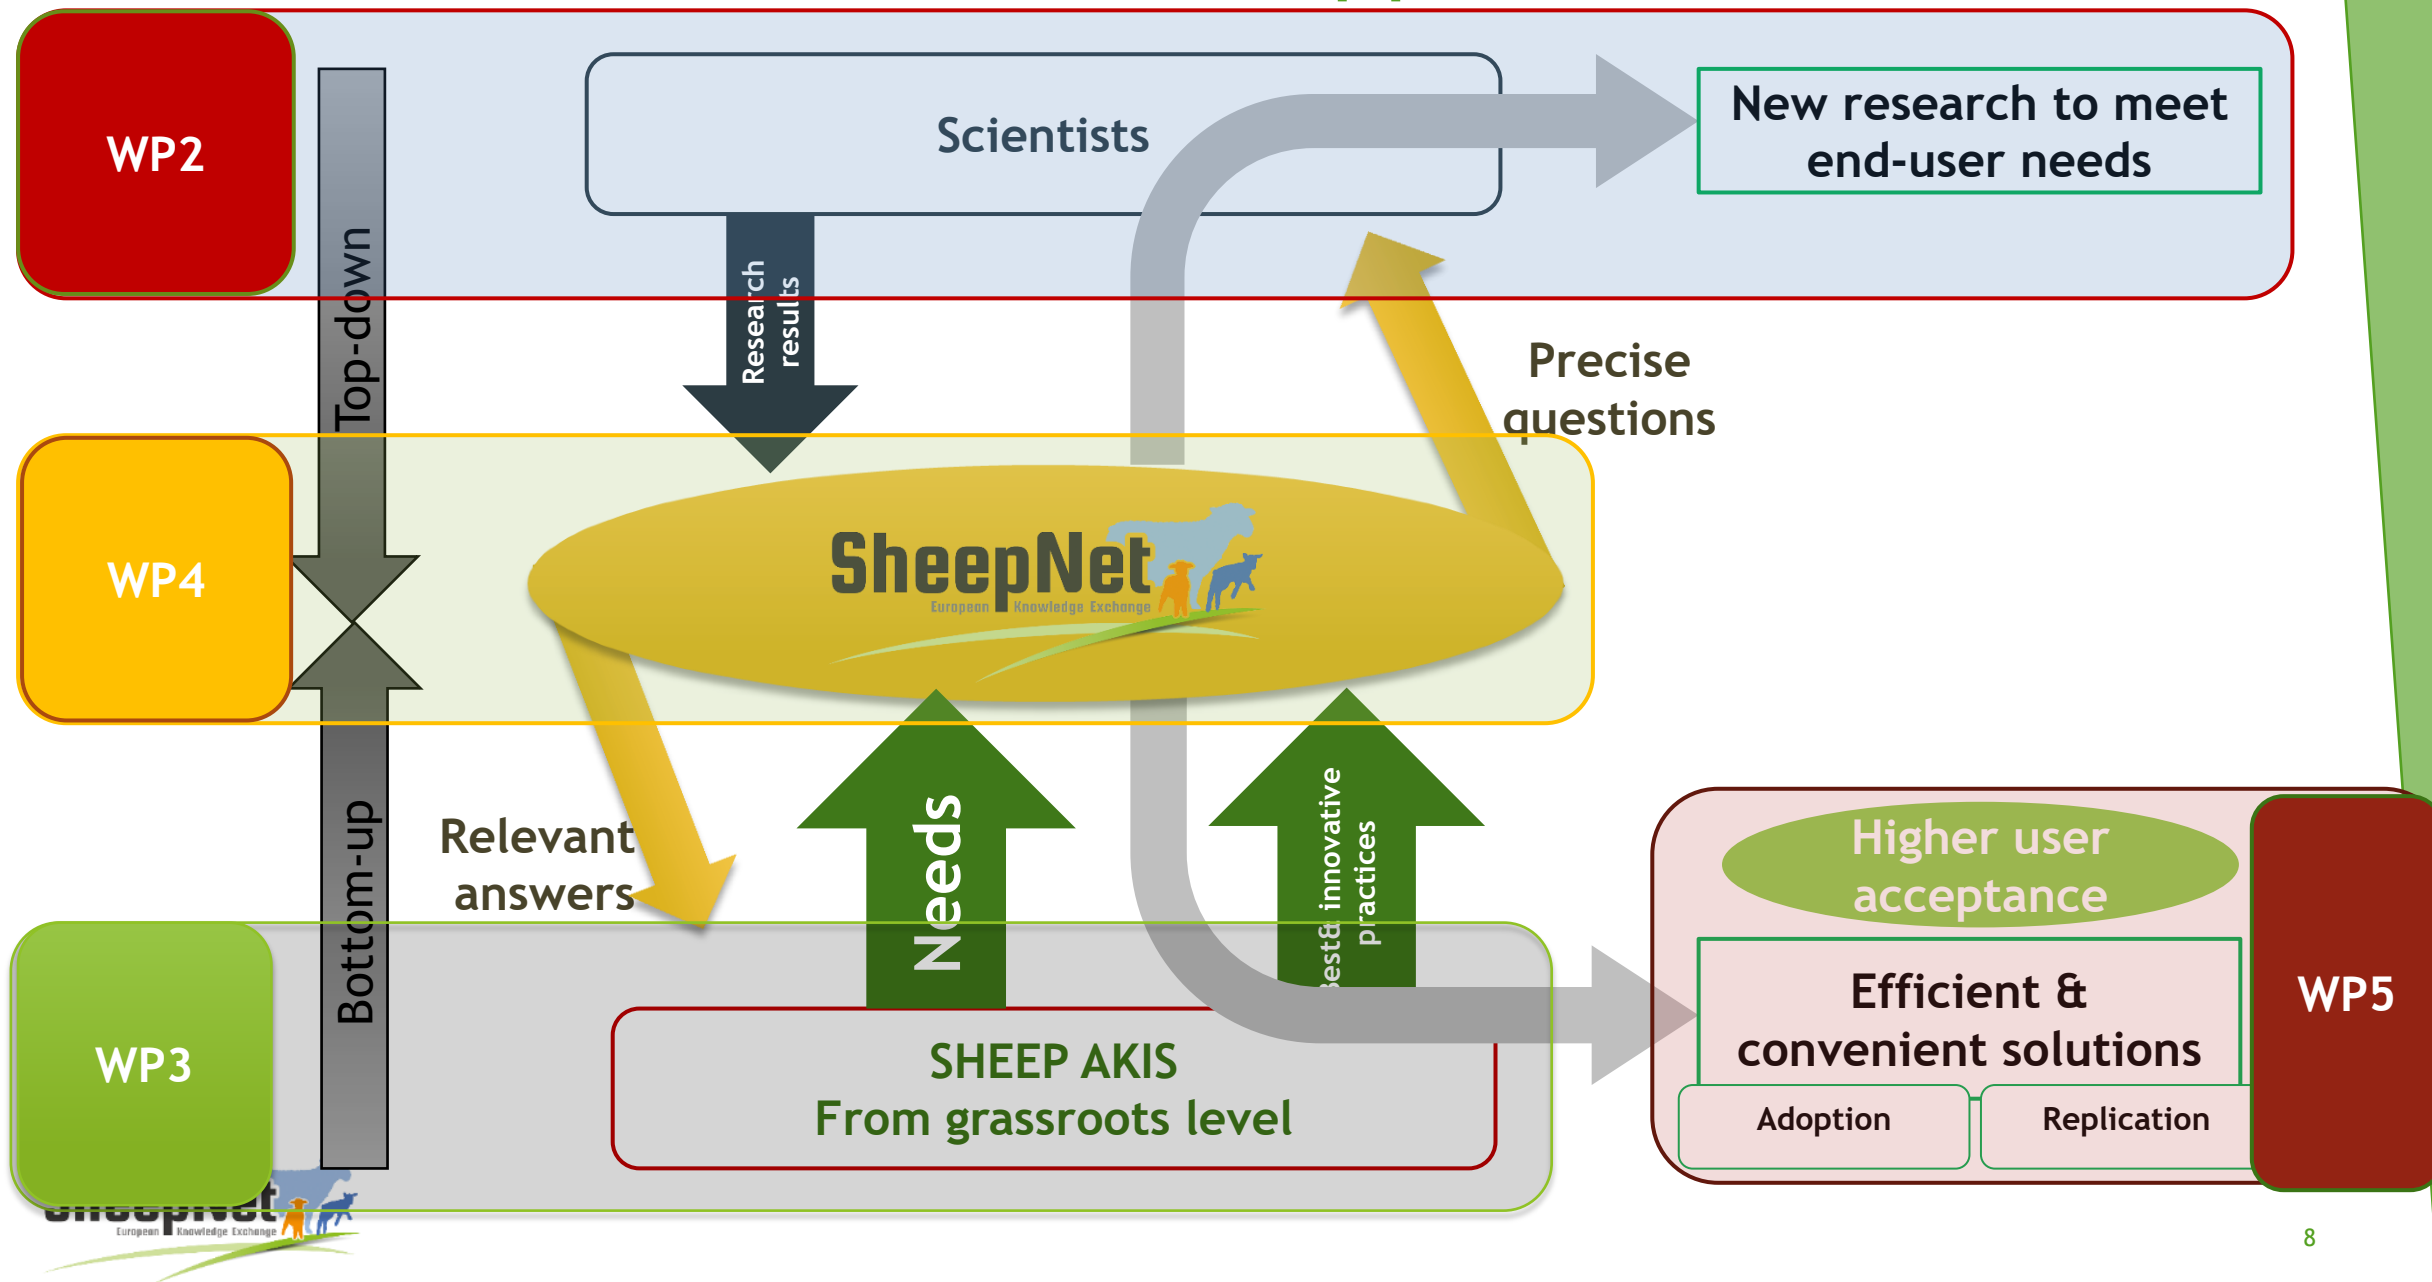 WP2
Top-down
Scientists
New research to meet
end-user needs
Research
results
Precise
questions
WP4
SheepNet
European Knowledge Exchange
Relevant
answers
Needs
Best& innovative
practices
Bottom-up
WP3
SHEEP AKIS
From grassroots level
Higher user
acceptance
Efficient &
convenient solutions
Adoption
Replication
WP5
SheepNet
European Knowledge Exchange
8